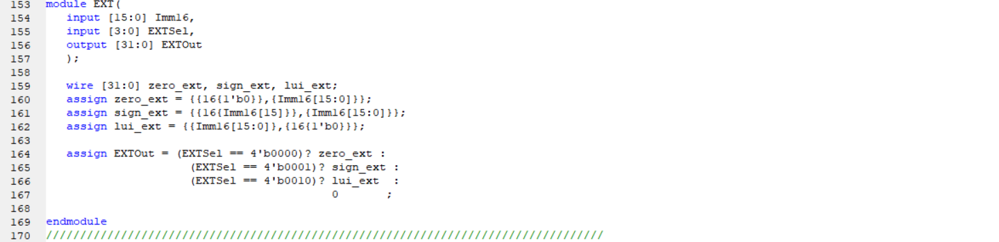 153 module EXT(
154 input [15:0] Imm16,
155 input [3:0] EXTSel,
156 output [31:0] EXTOut
157 );
158
159 wire [31:0] zero_ext, sign_ext, lui_ext;
160 assign zero_ext = {{16{1'b0}},{Imm16[15:0]}};
161 assign sign_ext = {{16{Imm16[15]}},{Imm16[15:0]}};
162 assign lui_ext = {{Imm16[15:0]},{16{1'b0}}};
163
164 assign EXTOut = (EXTSel == 4'b0000)? zero_ext :
165 (EXTSel == 4'b0001)? sign_ext :
166 (EXTSel == 4'b0010)? lui_ext :
167 0 ;
168
169 endmodule
170 //////////////////////////////////////////////////////////////////////////////////